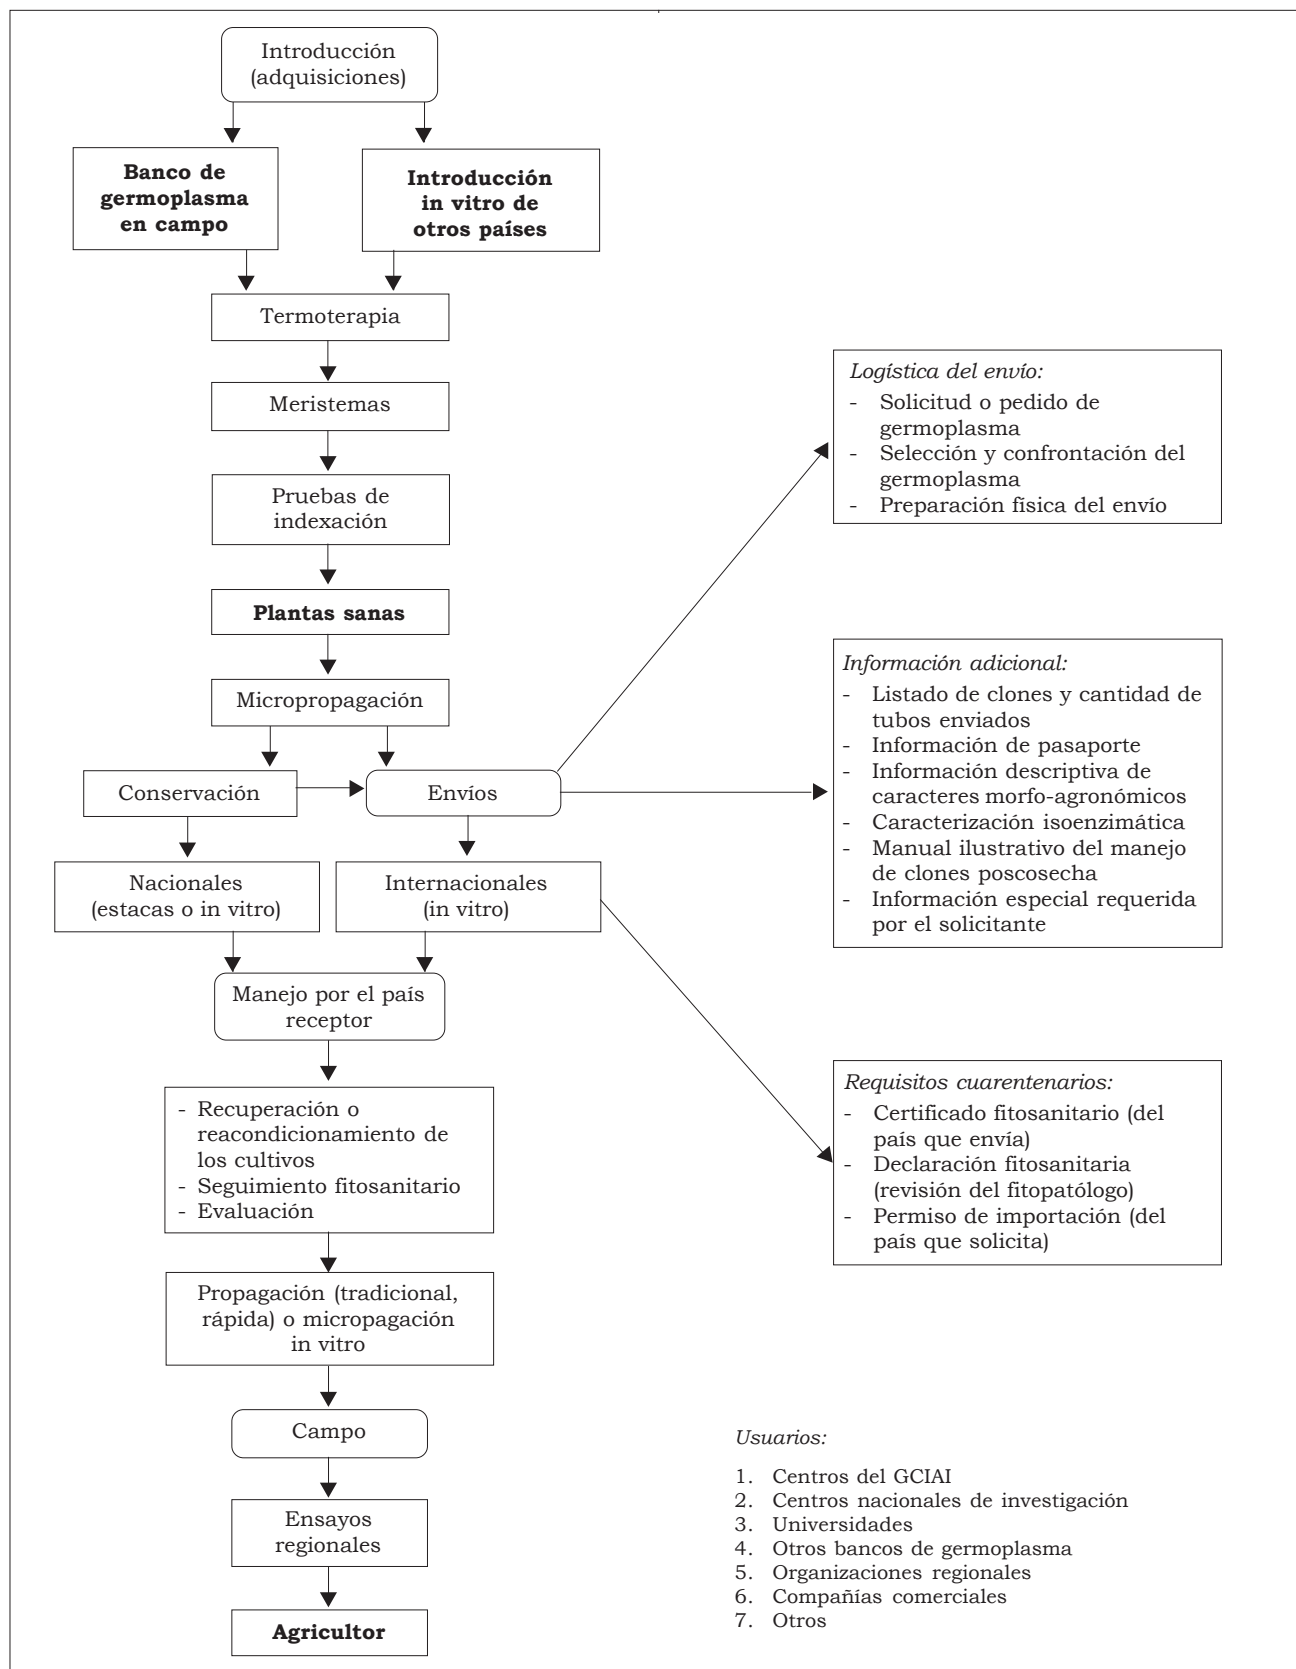 Introducción
(adquisiciones)
Banco de
germoplasma
en campo
Introducción
in vitro de
otros países
Termoterapia
Meristemas
Pruebas de
indexación
Plantas sanas
Micropropagación
Conservación
Envíos
Nacionales
(estacas o in vitro)
Internacionales
(in vitro)
Manejo por el país
receptor
- Recuperación o
reacondicionamiento de
los cultivos
- Seguimiento fitosanitario
- Evaluación
Propagación (tradicional,
rápida) o micropagación
in vitro
Campo
Ensayos
regionales
Agricultor
Logística del envío:
- Solicitud o pedido de
germoplasma
- Selección y confrontación del
germoplasma
- Preparación física del envío
Información adicional:
- Listado de clones y cantidad de
tubos enviados
- Información de pasaporte
- Información descriptiva de
caracteres morfo-agronómicos
- Caracterización isoenzimática
- Manual ilustrativo del manejo
de clones poscosecha
- Información especial requerida
por el solicitante
Requisitos cuarentenarios:
- Certificado fitosanitario (del
país que envía)
- Declaración fitosanitaria
(revisión del fitopatólogo)
- Permiso de importación (del
país que solicita)
Usuarios:
1. Centros del GCIAI
2. Centros nacionales de investigación
3. Universidades
4. Otros bancos de germoplasma
5. Organizaciones regionales
6. Compañías comerciales
7. Otros